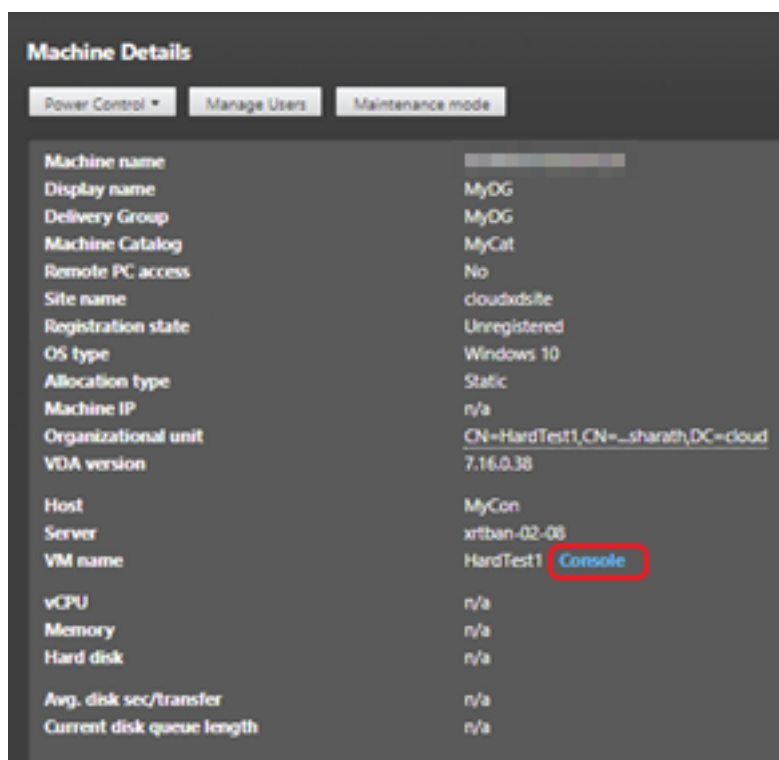 Machine Details
Power Control Manage Users Maintenance mode
Machine name
Display name MyDG
Delivery Group MyDG
Machine Catalog MyCat
Remote PC access No
Site name cloudxdsite
Registration state Unregistered
OS type Windows 10
Allocation type Static
Machine IP n/a
Organizational unit CN=HardTest1,CN=...sharath,DC=cloud
VDA version 7.16.0.38
Host MyCon
Server xrtban-02-08
VM name HardTest1 Console
vCPU n/a
Memory n/a
Hard disk n/a
Avg. disk sec/transfer n/a
Current disk queue length n/a